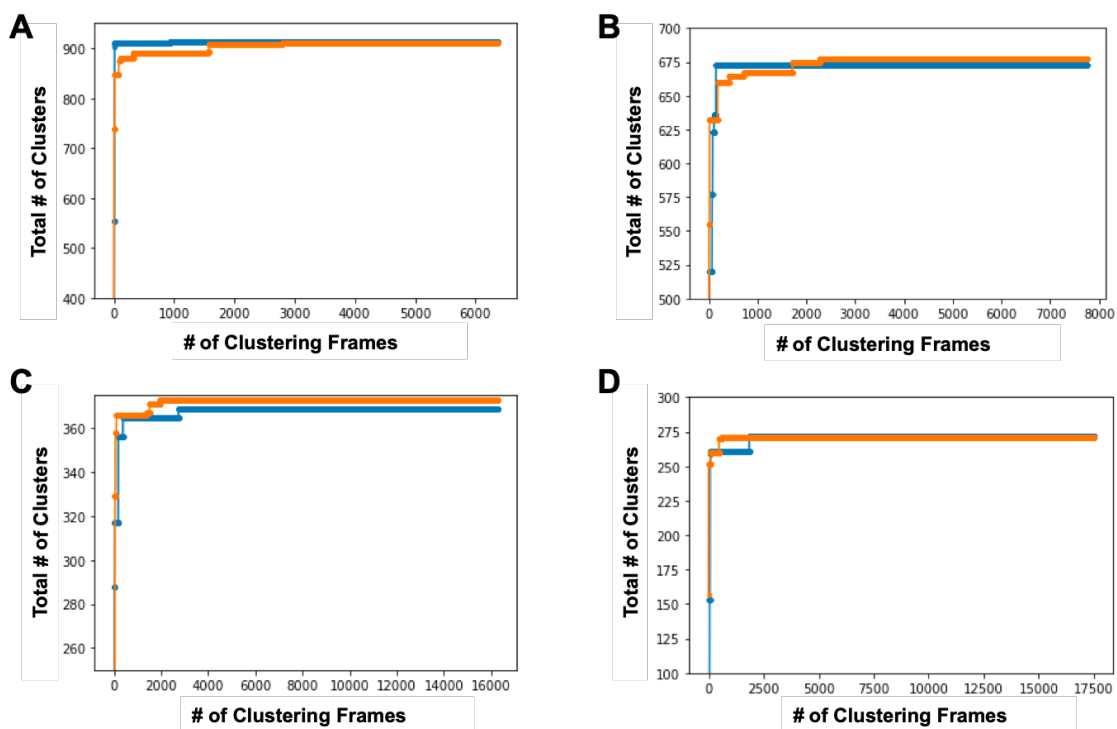 A
Total # of Clusters
900
800
700
600
500
400
0 1000 2000 3000 4000 5000 6000
# of Clustering Frames
B
Total # of Clusters
700
675
650
625
600
575
550
525
500
0 1000 2000 3000 4000 5000 6000 7000 8000
# of Clustering Frames
C
Total # of Clusters
360
340
320
300
280
260
0 2000 4000 6000 8000 10000 12000 14000 16000
# of Clustering Frames
D
Total # of Clusters
300
275
250
225
200
175
150
125
100
0 2500 5000 7500 10000 12500 15000 17500
# of Clustering Frames